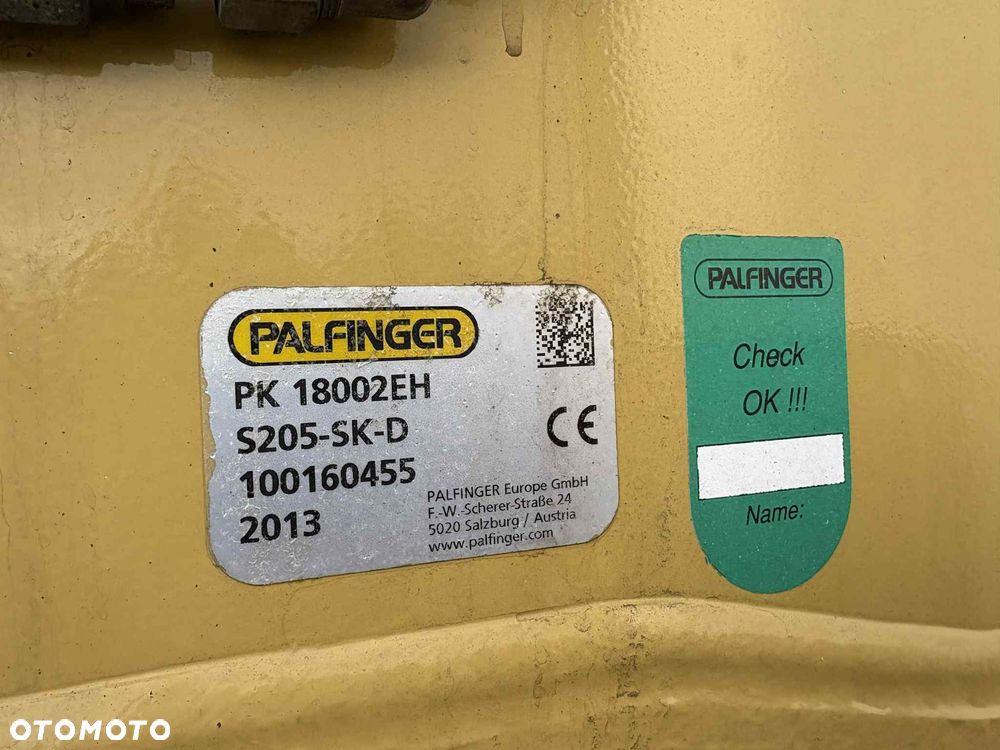 PALFINGER
PK 18002EH
S205-SK-D
100160455
2013
PALFINGER Europe GmbH
F.-W.-Scherer-Straße 24
5020 Salzburg / Austria
www.palfinger.com
CE
PALFINGER
Check
OK !!!
Name:
OTOMOTO